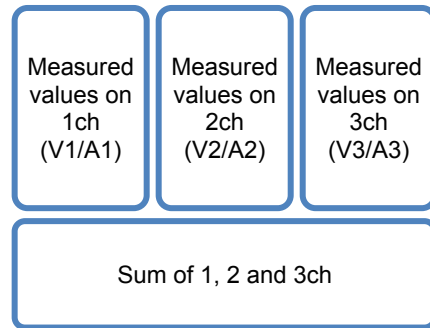 Measured
values on
1ch
(V1/A1)
Measured
values on
2ch
(V2/A2)
Measured
values on
3ch
(V3/A3)
Sum of 1, 2 and 3ch